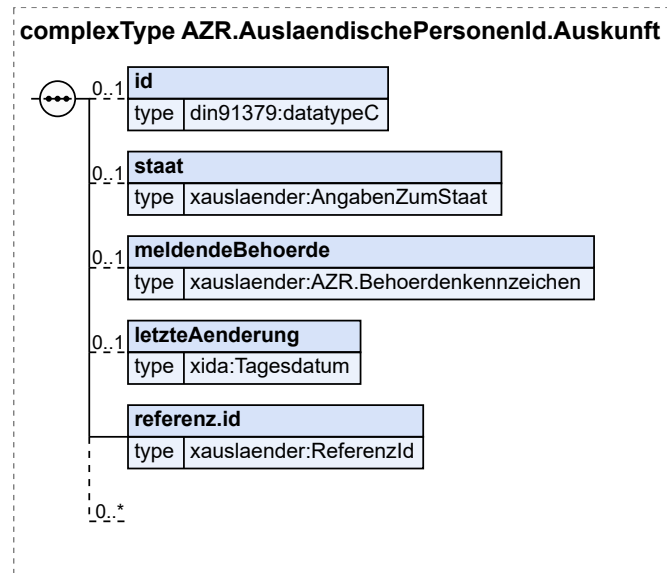 complexType AZR.AuslaendischePersonenId.Auskunft
0..1
id
type din91379:datatypeC
0..1
staat
type xauslaender:AngabenZumStaat
0..1
meldendeBehoerde
type xauslaender:AZR.Behoerdenkennzeichen
0..1
letzteAenderung
type xida:Tagesdatum
referenz.id
type xauslaender:ReferenzId
0..*